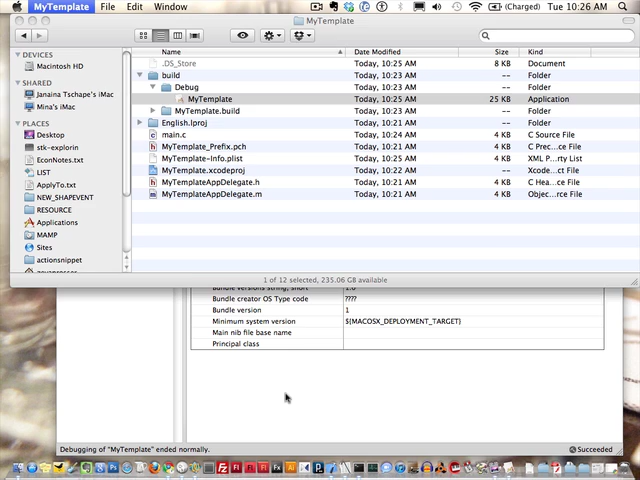 MyTemplate File Edit Help (Charged) Tue 10:26 AM
MyTemplate
Name Date Modified Size Kind
DEVICES
Macintosh HD
SHARED
Janaina Tschape's iMac
Mina's iMac
PLACES
Desktop
stk-explorin
EconNotes.txt
LIST
ApplyTo.txt
NEW_SHAPEVENT
RESOURCE
Applications
MAMP
Sites
actionsnippet
.DS_Store Today, 10:25 AM 8 KB Document
build Today, 10:23 AM -- Folder
Debug Today, 10:23 AM -- Folder
MyTemplate Today, 10:25 AM 25 KB Application
MyTemplate.build Today, 10:23 AM -- Folder
English.lproj Today, 10:21 AM -- Folder
main.c Today, 10:24 AM 4 KB C Source File
MyTemplate_Prefix.pch Today, 10:21 AM 4 KB C Prec...ce File
MyTemplate-Info.plist Today, 10:25 AM 4 KB XML P...ty List
MyTemplate.xcodeproj Today, 10:22 AM -- Xcode...ct File
MyTemplateAppDelegate.h Today, 10:21 AM 4 KB C Hea...ce File
MyTemplateAppDelegate.m Today, 10:21 AM 4 KB Objec...rce File
1 of 12 selected, 235.06 GB available
Bundle versions string, short 1.0
Bundle creator OS Type code ????
Bundle version 1
Minimum system version ${MACOSX_DEPLOYMENT_TARGET}
Main nib file base name
Principal class
Debugging of "MyTemplate" ended normally. Succeeded